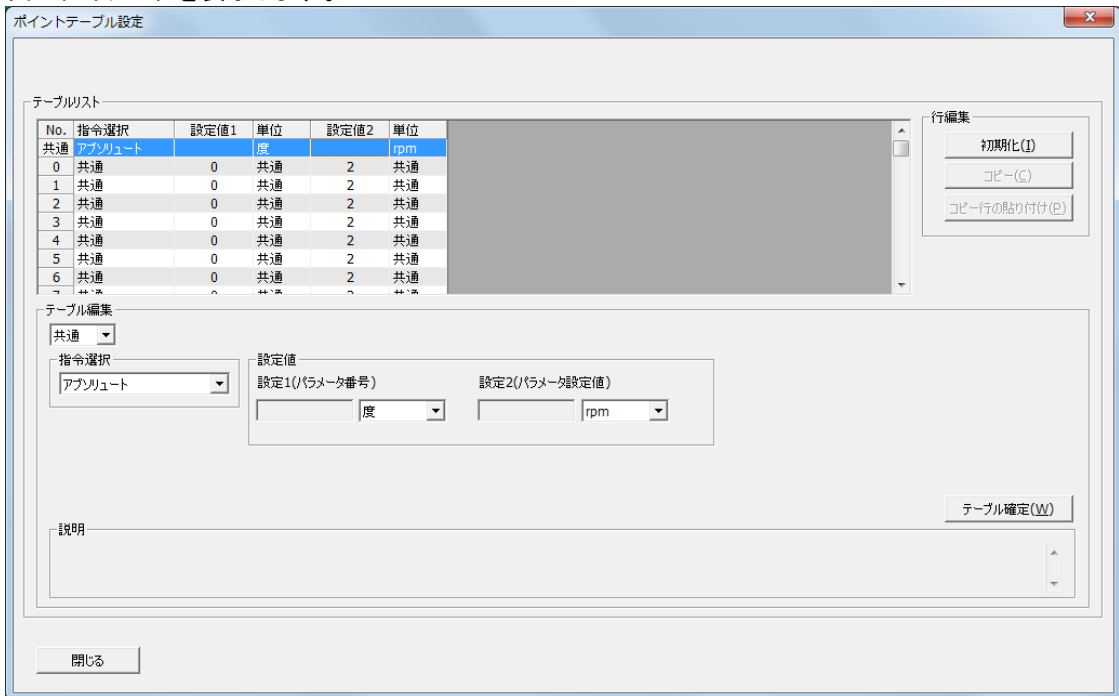 ポイントテーブル設定
テーブルリスト
No. 指令選択 設定値1 単位 設定値2 単位
共通 アブソリュート 度 rpm
0 共通 0 共通 2 共通
1 共通 0 共通 2 共通
2 共通 0 共通 2 共通
3 共通 0 共通 2 共通
4 共通 0 共通 2 共通
5 共通 0 共通 2 共通
6 共通 0 共通 2 共通
行編集
初期化(I)
コピー(C)
コピー行の貼り付け(P)
テーブル編集
共通
指令選択
アブソリュート
設定値
設定1(パラメータ番号) 設定2(パラメータ設定値)
度 rpm
テーブル確定(W)
説明
閉じる